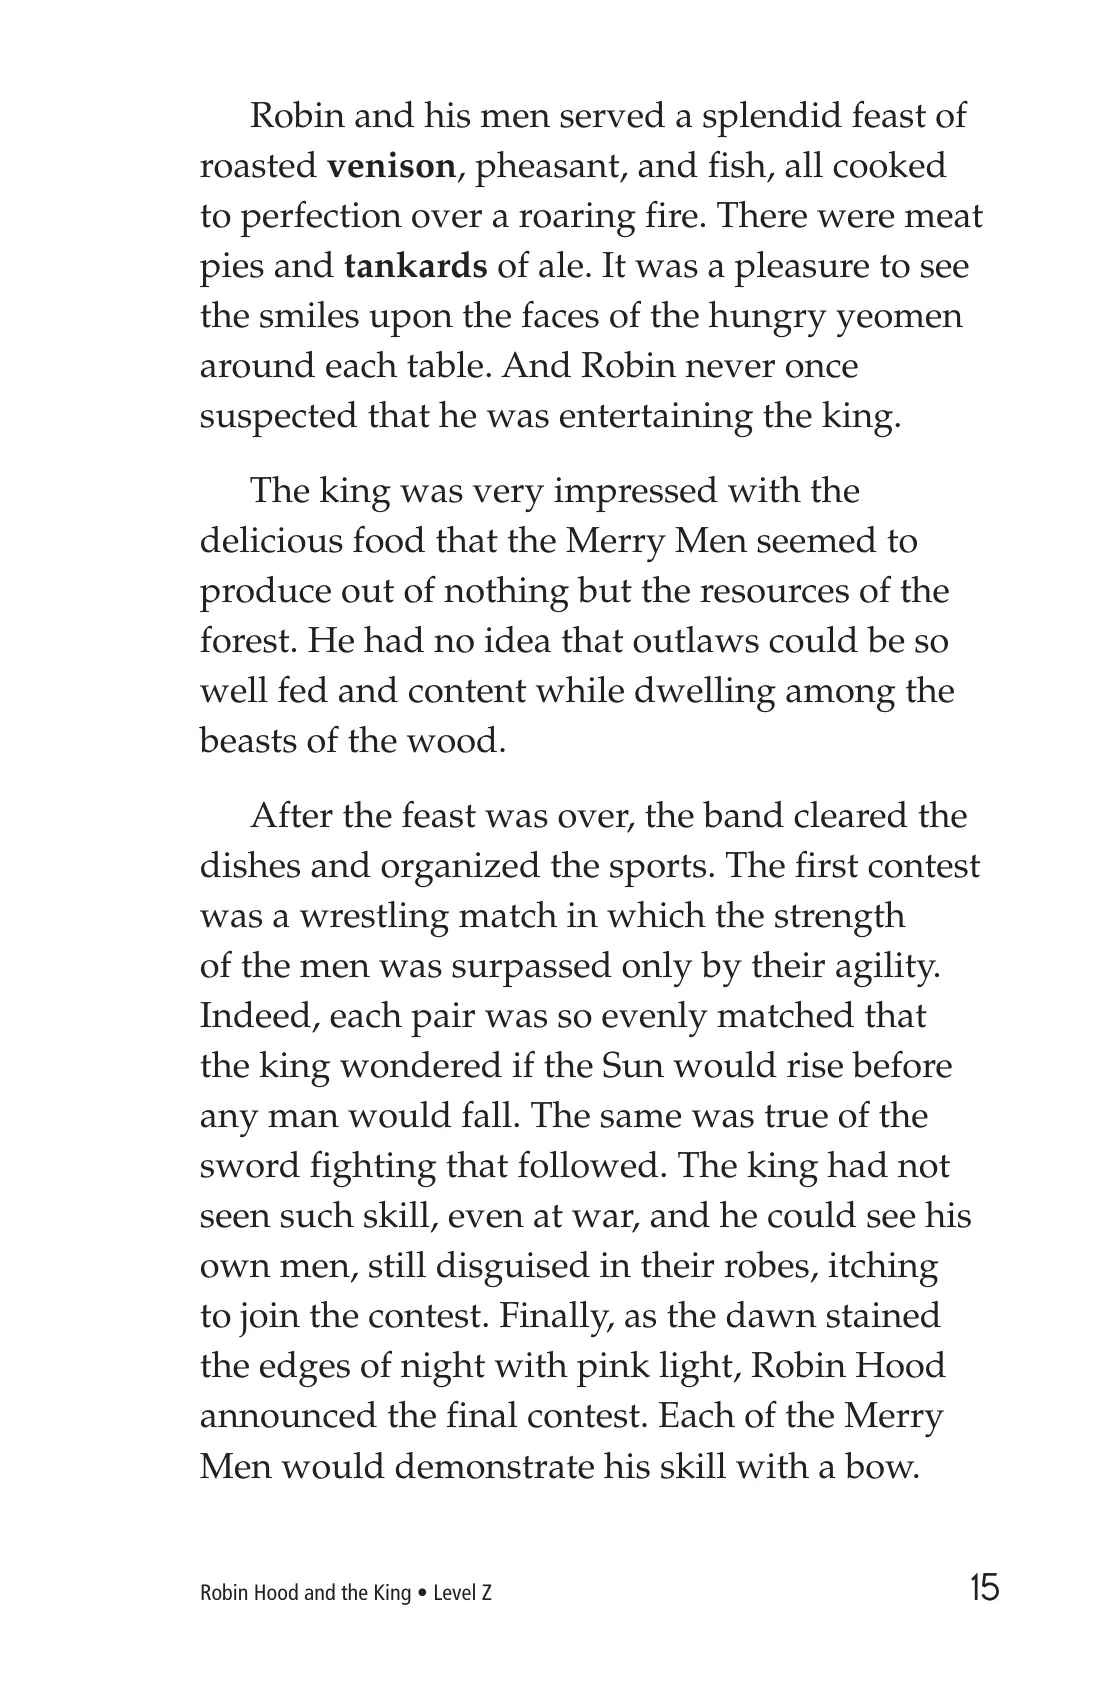 Robin and his men served a splendid feast of
roasted venison, pheasant, and fish, all cooked
to perfection over a roaring fire. There were meat
pies and tankards of ale. It was a pleasure to see
the smiles upon the faces of the hungry yeomen
around each table. And Robin never once
suspected that he was entertaining the king.
The king was very impressed with the
delicious food that the Merry Men seemed to
produce out of nothing but the resources of the
forest. He had no idea that outlaws could be so
well fed and content while dwelling among the
beasts of the wood.
After the feast was over, the band cleared the
dishes and organized the sports. The first contest
was a wrestling match in which the strength
of the men was surpassed only by their agility.
Indeed, each pair was so evenly matched that
the king wondered if the Sun would rise before
any man would fall. The same was true of the
sword fighting that followed. The king had not
seen such skill, even at war, and he could see his
own men, still disguised in their robes, itching
to join the contest. Finally, as the dawn stained
the edges of night with pink light, Robin Hood
announced the final contest. Each of the Merry
Men would demonstrate his skill with a bow.
Robin Hood and the King • Level Z
15